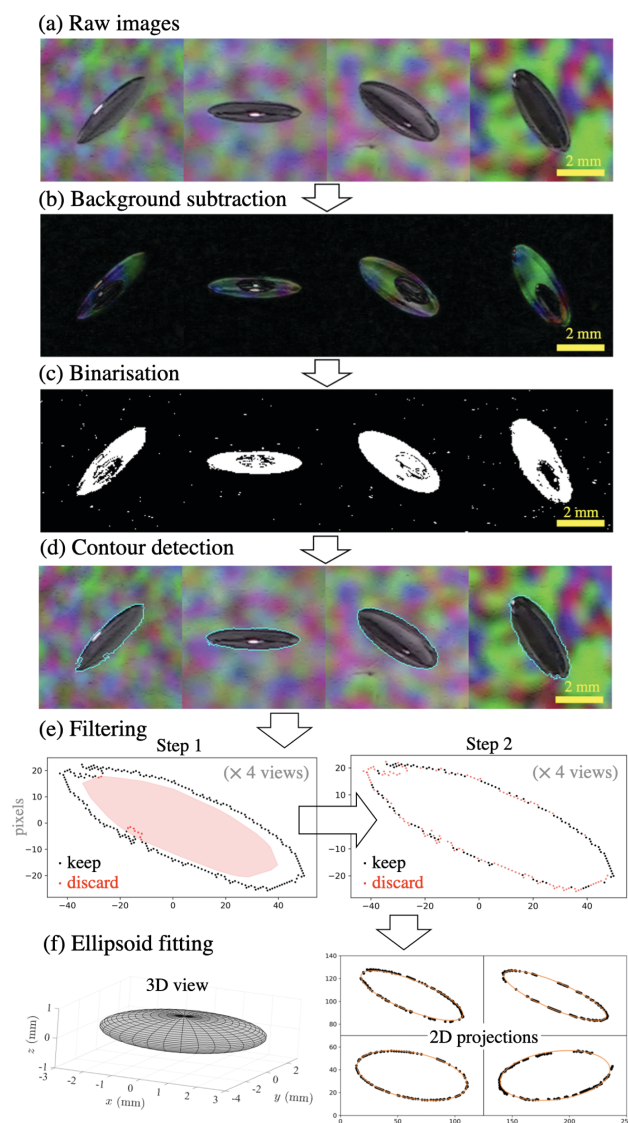 (a) Raw images
2 mm
(b) Background subtraction
2 mm
(c) Binarisation
2 mm
(d) Contour detection
2 mm
(e) Filtering
Step 1
Step 2
(× 4 views)
(× 4 views)
pixels
20
10
0
−10
−20
keep
discard
−40 −20 0 20 40
20
10
0
−10
−20
keep
discard
−40 −20 0 20 40
(f) Ellipsoid fitting
3D view
z (mm)
1
0
-1
-3 -2 -1 0 1 2 3
x (mm)
-4 -2 0 2
y (mm)
140
120
100
80
2D projections
60
40
20
0
0 50 100 150 200 250